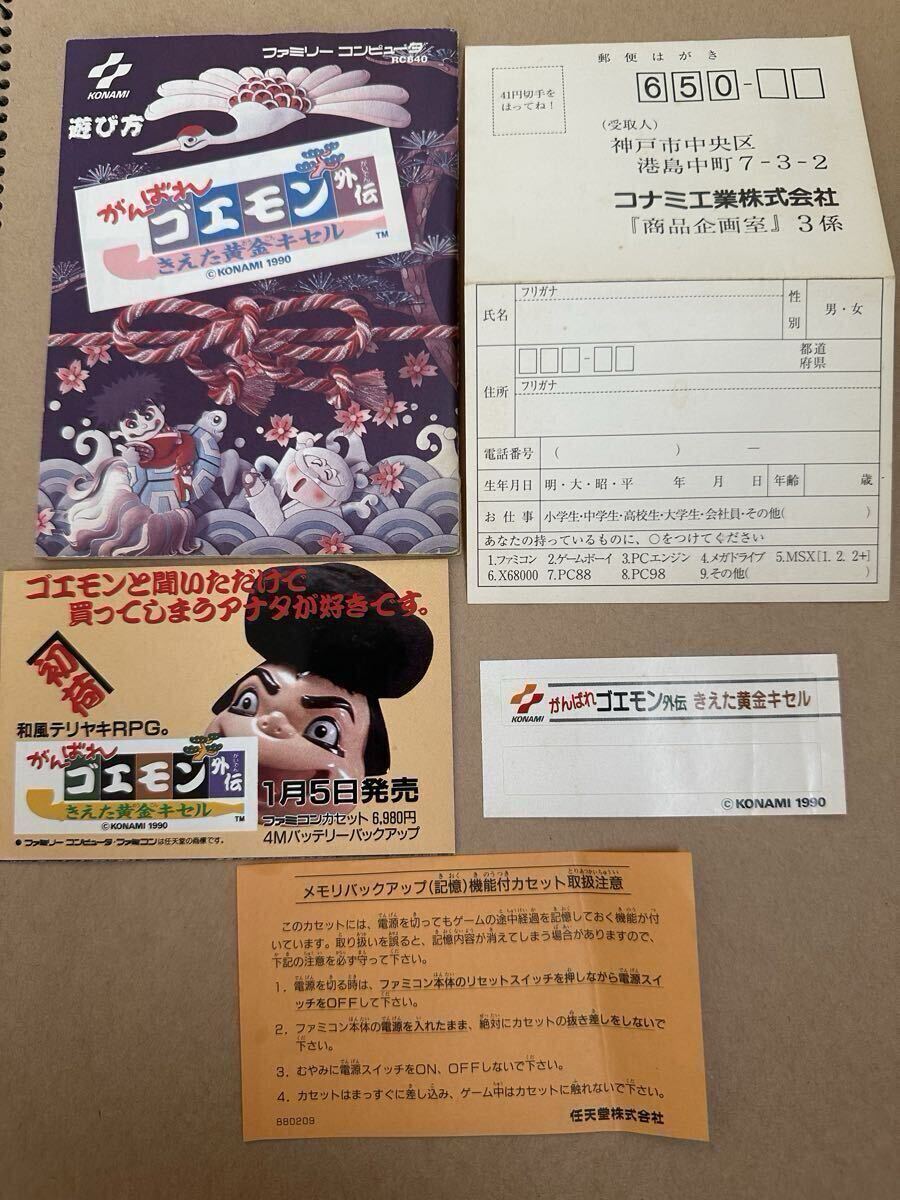 ファミリー コンピュータ
RC840
KONAMI
遊び方
がんばれ
ゴエモン外伝
がいでん
きえた黄金キセル
TM
© KONAMI 1990
郵便はがき
41円切手を
はってね!
650-
(受取人)
神戸市中央区
港島中町7-3-2
コナミ工業株式会社
『商品企画室』3係
氏名
フリガナ
性別
男・女
住所
都道
府県
フリガナ
電話番号 ( ) ―
生年月日 明・大・昭・平 年 月 日 年齢 歳
お仕事 小学生・中学生・高校生・大学生・会社員・その他( )
あなたの持っているものに、○をつけてください
1.ファミコン 2.ゲームボーイ 3.PCエンジン 4.メガドライブ 5.MSX[1. 2. 2+]
6.X68000 7.PC88 8.PC98 9.その他( )
ゴエモンと聞いただけで
買ってしまうアナタが好きです。
初荷
和風テリヤキRPG。
がんばれ
ゴエモン外伝
がいでん
きえた黄金キセル
TM
© KONAMI 1990
1月5日発売
ファミコンカセット 6,980円
4Mバッテリーバックアップ
● ファミリー コンピュータ・ファミコンは任天堂の商標です。
KONAMI
がんばれゴエモン外伝 きえた黄金キセル
© KONAMI 1990
メモリバックアップ(記憶)機能付カセット取扱注意
このカセットには、電源を切ってもゲームの途中経過を記憶しておく機能が付
いています。取り扱いを誤ると、記憶内容が消えてしまう場合がありますので、
下記の注意を必ず守って下さい。
1. 電源を切る時は、ファミコン本体のリセットスイッチを押しながら電源スイ
ッチをOFFして下さい。
2. ファミコン本体の電源を入れたまま、絶対にカセットの抜き差しをしないで
下さい。
3. むやみに電源スイッチをON、OFFしないで下さい。
4. カセットはまっすぐに差し込み、ゲーム中はカセットに触れないで下さい。
880209
任天堂株式会社